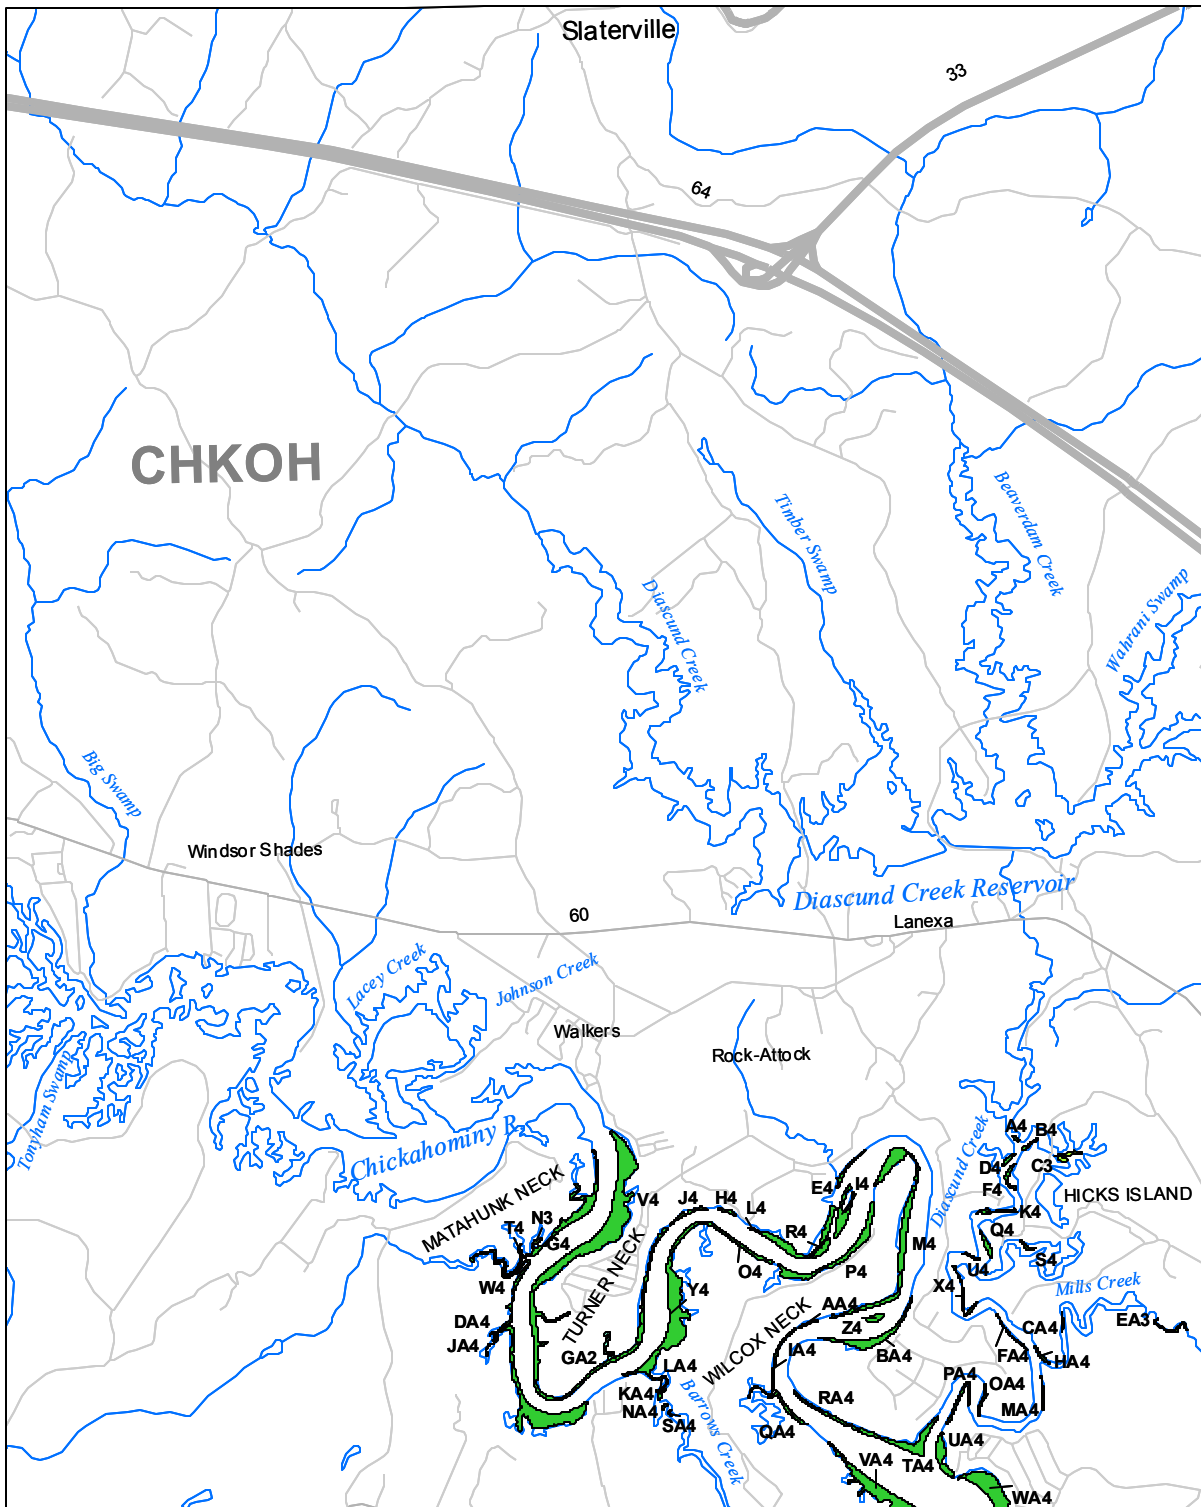 Slaterville
33
64
CHKOH
Beaverdam Creek
Timber Swamp
Diascund Creek
Wahrani Swamp
Big Swamp
Windsor Shades
Diascund Creek Reservoir
60
Lanexa
Lacey Creek
Johnson Creek
Walkers
Rock-Attock
Tonyham Swamp
Chickahominy R.
Diascund Creek
A4
B4
D4
C3
F4
HICKS ISLAND
MATAHUNK NECK
E4
I4
V4
J4
H4
L4
K4
N3
T4
G4
R4
Q4
M4
S4
TURNER NECK
O4
P4
U4
W4
Y4
X4
Mills Creek
AA4
DA4
Z4
CA4
EA3
JA4
WILCOX NECK
GA2
IA4
BA4
FA4
HA4
LA4
PA4
OA4
KA4
RA4
MA4
NA4
SA4
Barrows Creek
QA4
UA4
VA4
TA4
WA4